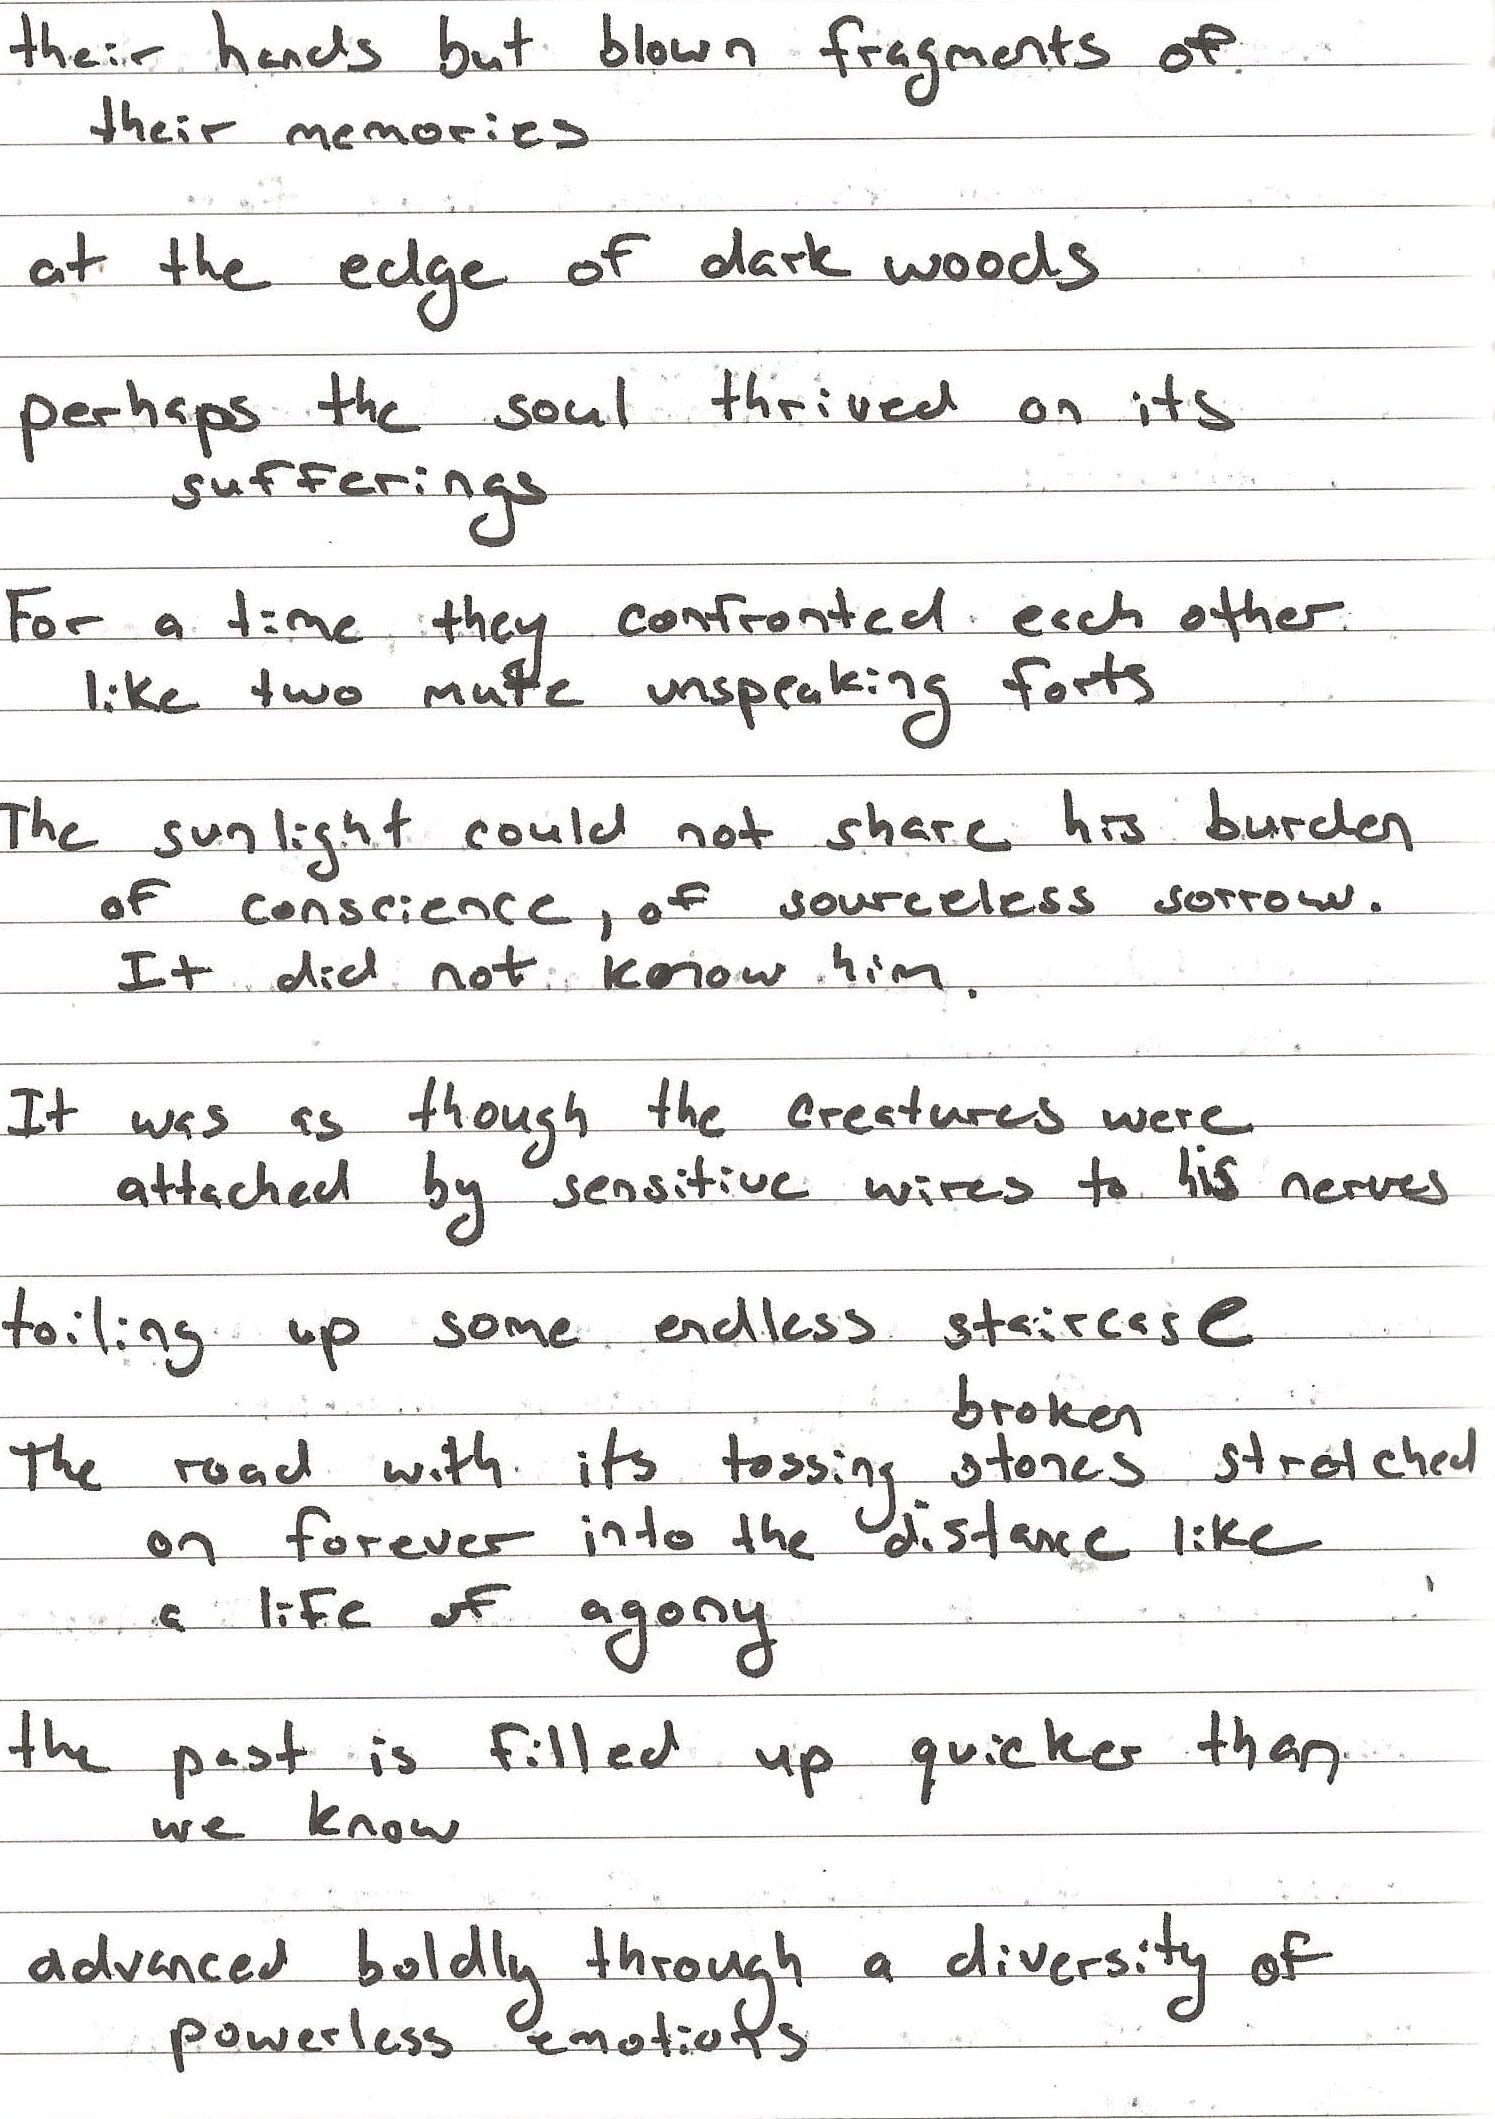 their hands but blown fragments of
their memories
at the edge of dark woods
perhaps the soul thrived on its
sufferings
For a time they confronted each other
like two mute unspeaking forts
The sunlight could not share his burden
of conscience, of sourceless sorrow.
It did not know him.
It was as though the creatures were
attached by sensitive wires to his nerves
toiling up some endless staircase
broken
The road with its tossing stones stretched
on forever into the distance like
a life of agony
the past is filled up quicker than
we know
advanced boldly through a diversity of
powerless emotions